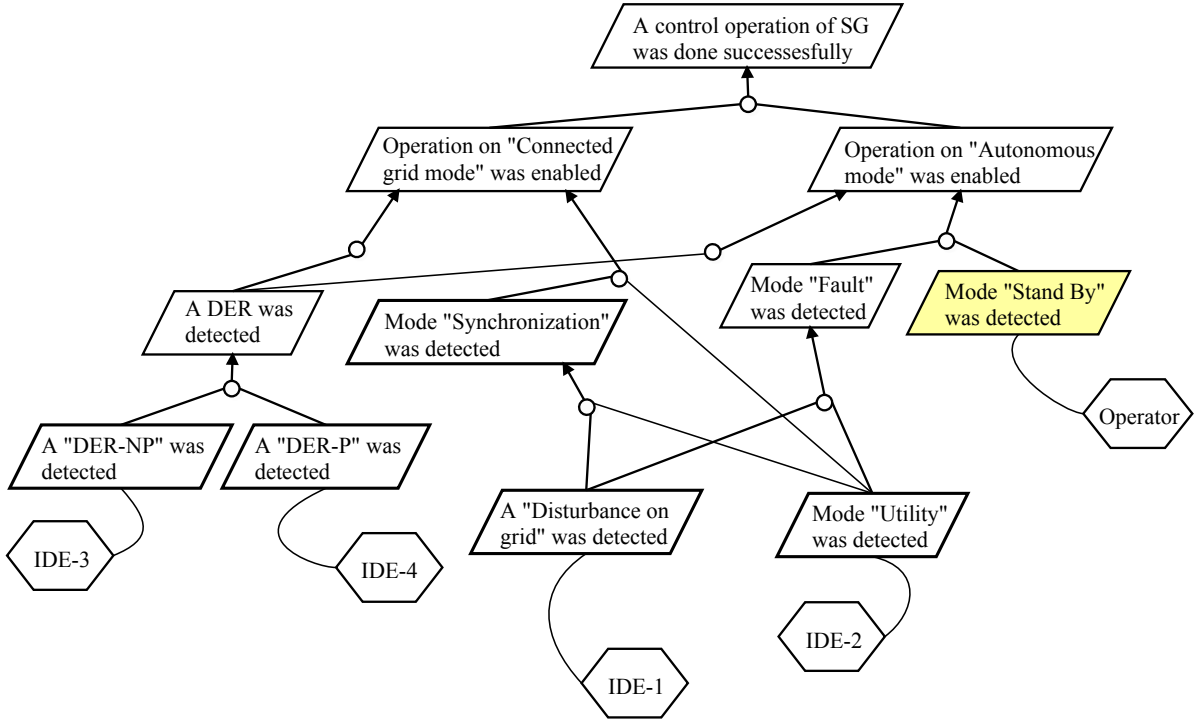 A control operation of SG
was done successesfully
Operation on "Connected
grid mode" was enabled
Operation on "Autonomous
mode" was enabled
A DER was
detected
Mode "Synchronization"
was detected
Mode "Fault"
was detected
Mode "Stand By"
was detected
Operator
A "DER-NP" was
detected
A "DER-P" was
detected
A "Disturbance on
grid" was detected
Mode "Utility"
was detected
IDE-3
IDE-4
IDE-2
IDE-1